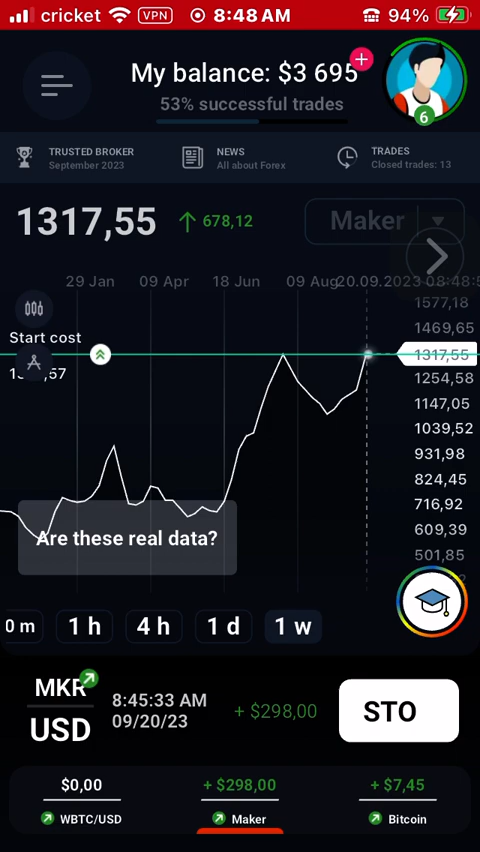 cricket VPN 8:48 AM 94%
My balance: $3 695
53% successful trades
6
TRUSTED BROKER
September 2023
NEWS
All about Forex
TRADES
Closed trades: 13
1317,55
678,12
Maker
29 Jan 09 Apr 18 Jun 09 Aug 20.09.2023 08:48:5
1577,18
1469,65
Start cost
1317,55
1254,58
1147,05
1039,52
931,98
824,45
716,92
609,39
501,85
Are these real data?
0 m 1 h 4 h 1 d 1 w
MKR
USD
8:45:33 AM
09/20/23
+ $298,00
STO
$0,00
WBTC/USD
+ $298,00
Maker
+ $7,45
Bitcoin